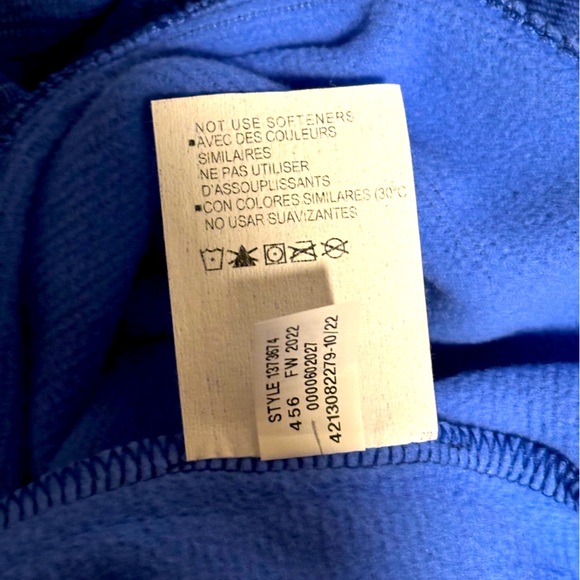 NOT USE SOFTENERS
▪AVEC DES COULEURS
SIMILAIRES
NE PAS UTILISER
D'ASSOUPLISSANTS
▪CON COLORES SIMILARES (30°C
NO USAR SUAVIZANTES
STYLE 1373674
456 FW 2022
0000602027
4213082279-10/22